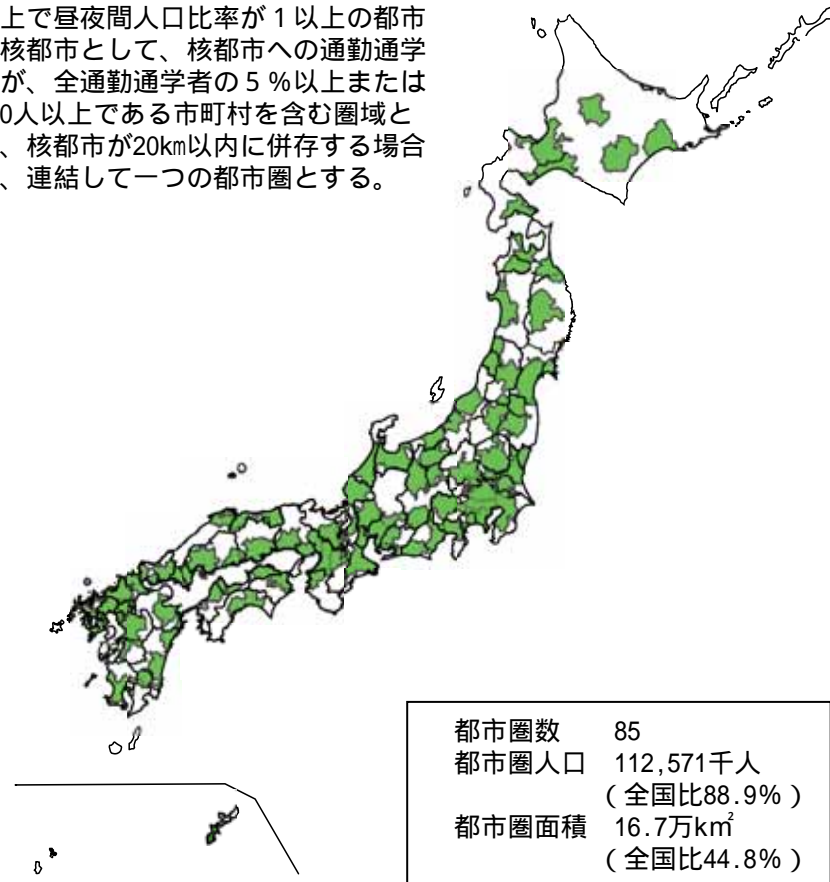 上で昼夜間人口比率が１以上の都市
核都市として、核都市への通勤通学
が、全通勤通学者の５％以上または
0人以上である市町村を含む圏域と
、核都市が20㎞以内に併存する場合
、連結して一つの都市圏とする。
都市圏数 85
都市圏人口 112,571千人
（全国比88.9%）
都市圏面積 16.7万km²
（全国比44.8%）